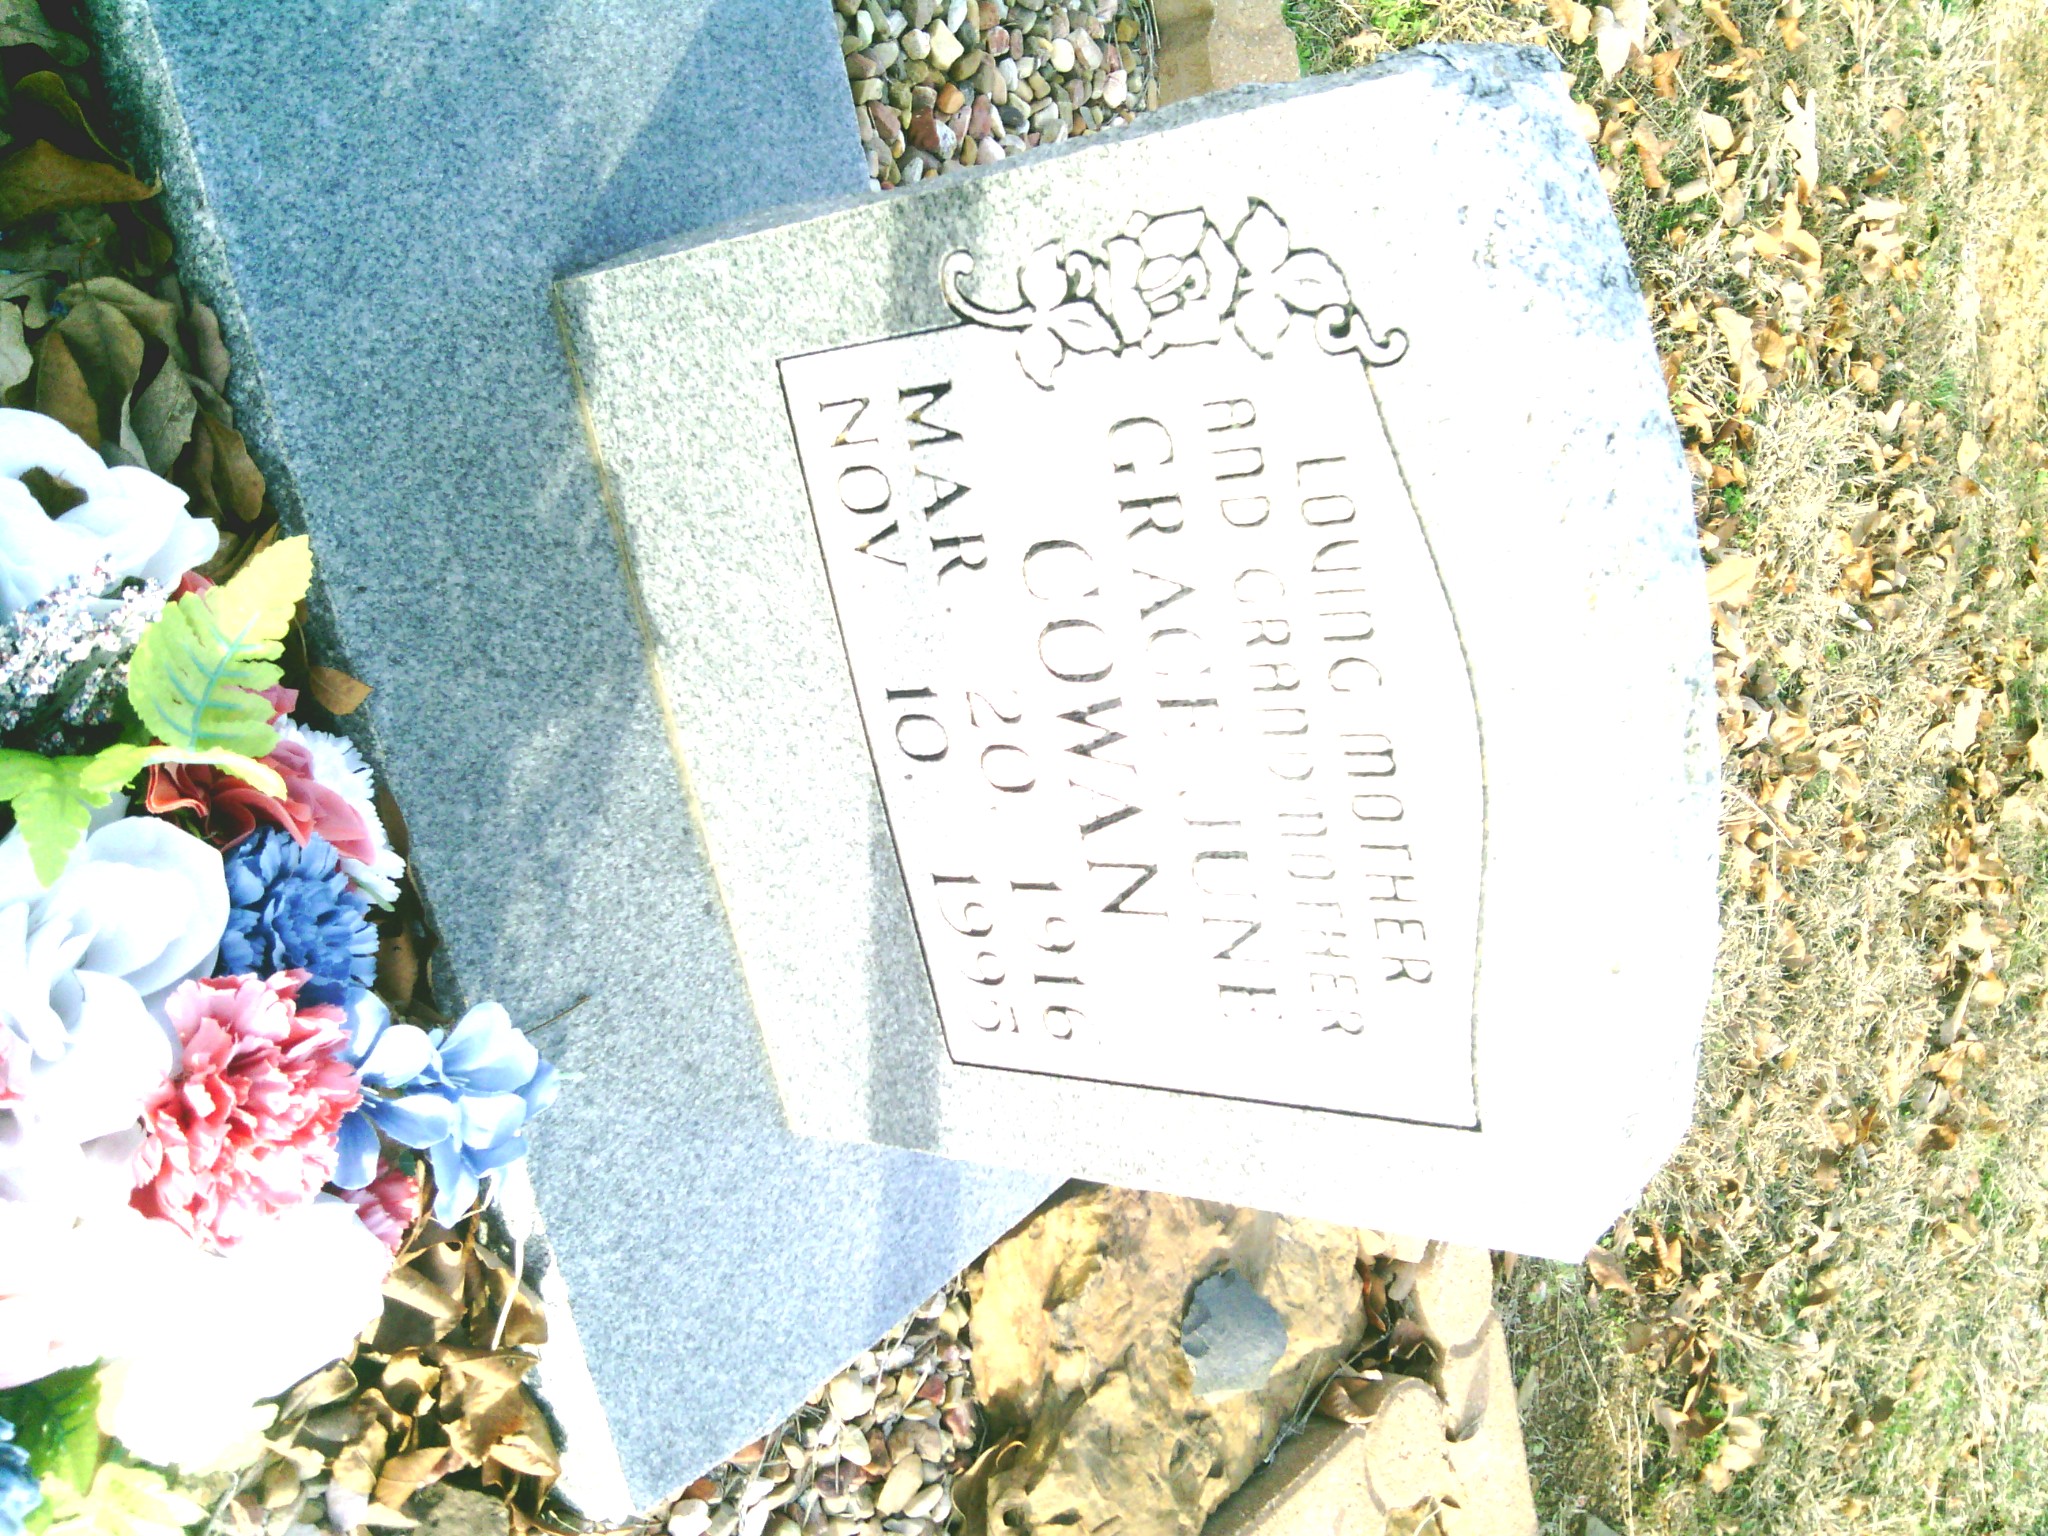 LOVING MOTHER
AND GRANDMOTHER
GRACE JUNE
COWAN
MAR. 20, 1916
NOV. 10, 1995